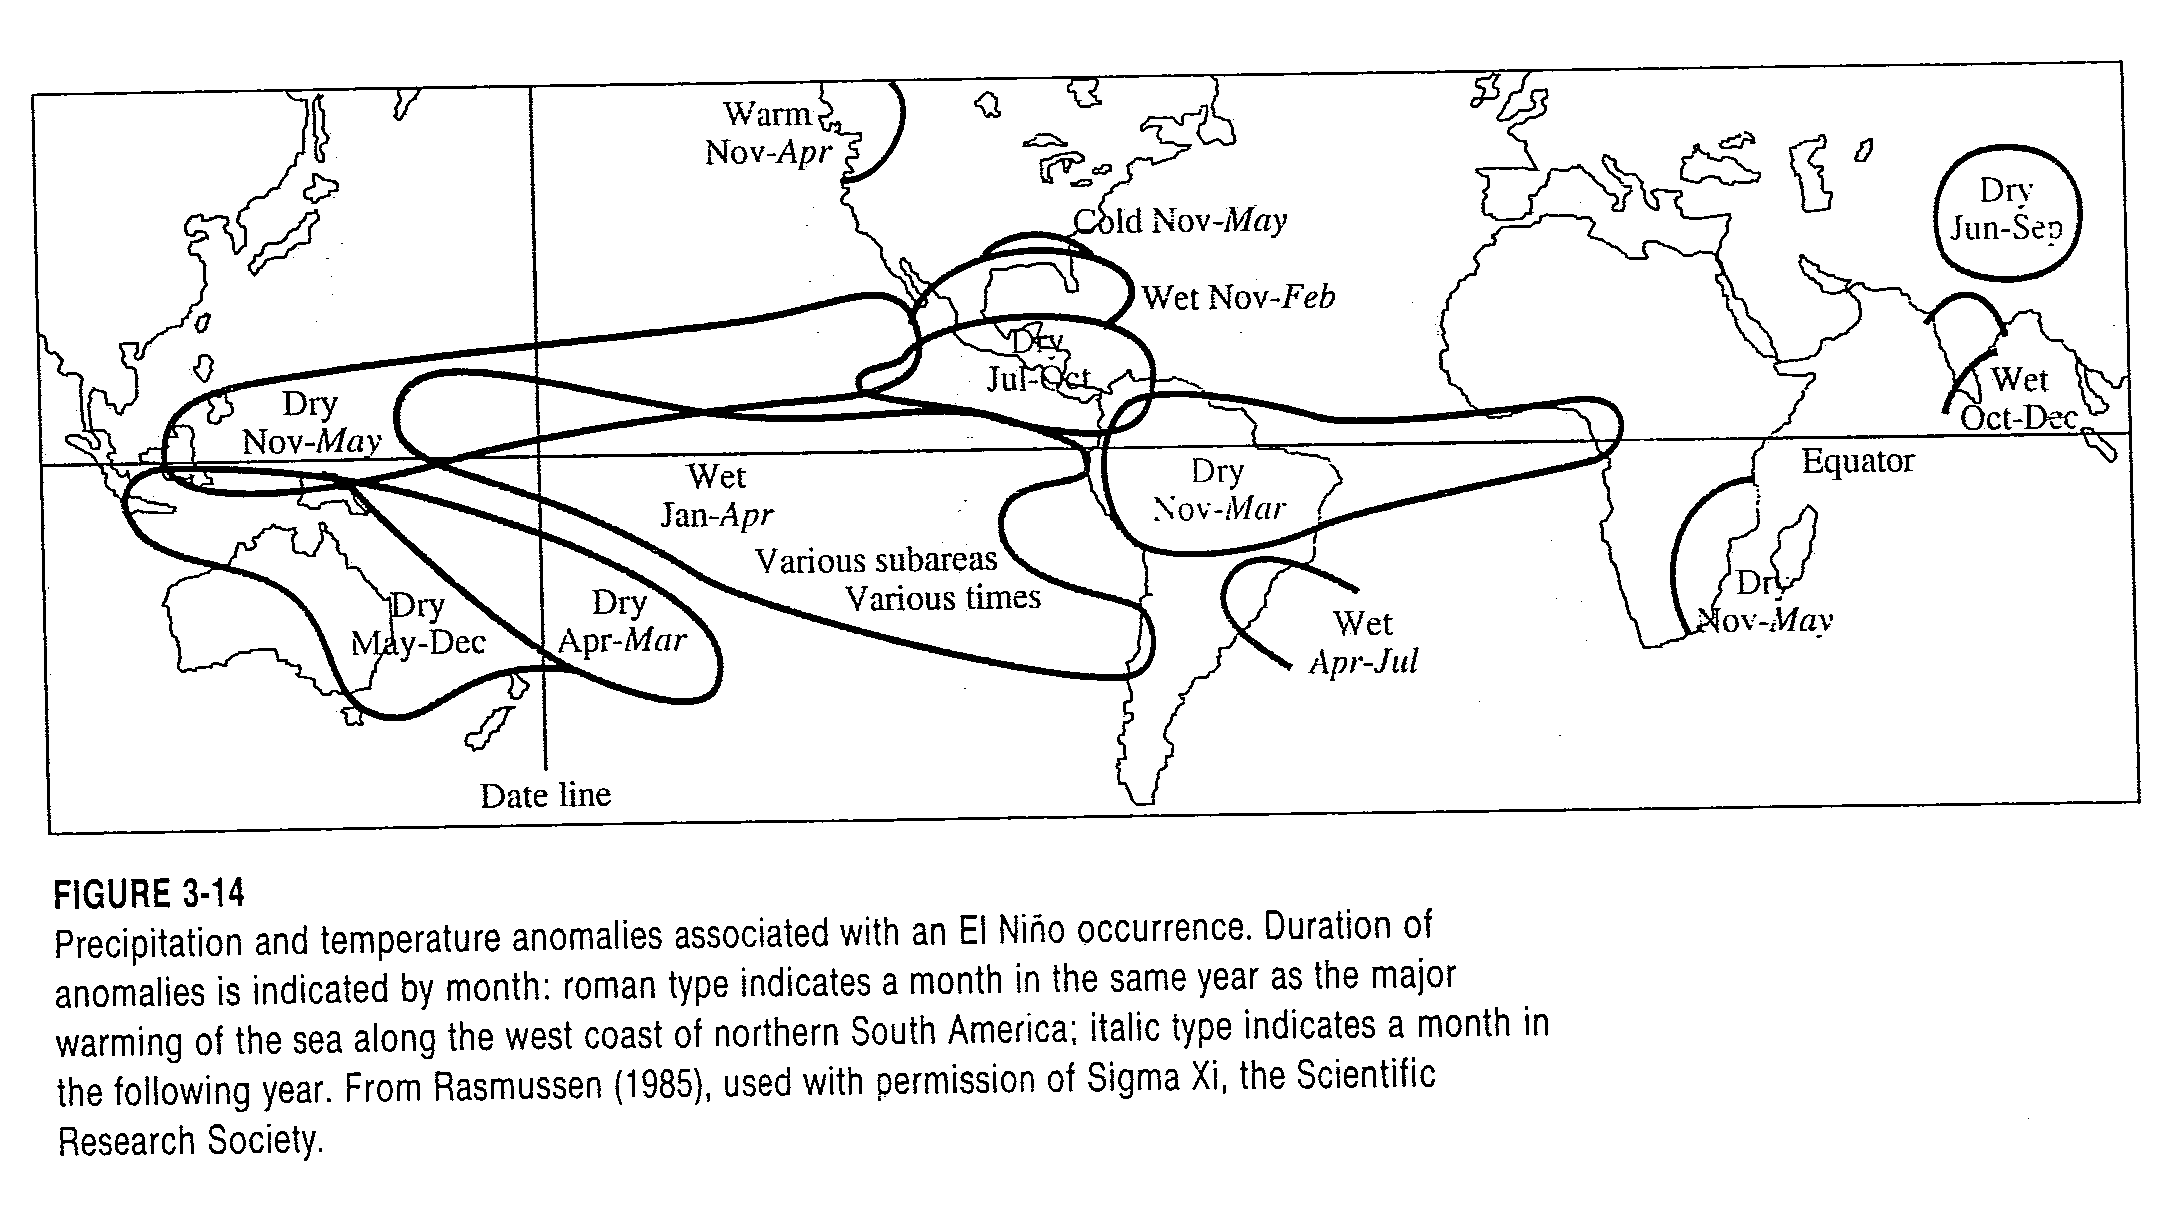 Warm
Nov-Apr
Cold Nov-May
Wet Nov-Feb
Dry
Jun-Sep
Dry
Jul-Oct
Wet
Oct-Dec
Dry
Nov-May
Wet
Jan-Apr
Various subareas
Various times
Dry
Nov-Mar
Equator
Dry
May-Dec
Dry
Apr-Mar
Wet
Apr-Jul
Dry
Nov-May
Date line
FIGURE 3-14
Precipitation and temperature anomalies associated with an El Niño occurrence. Duration of
anomalies is indicated by month: roman type indicates a month in the same year as the major
warming of the sea along the west coast of northern South America; italic type indicates a month in
the following year. From Rasmussen (1985), used with permission of Sigma Xi, the Scientific
Research Society.